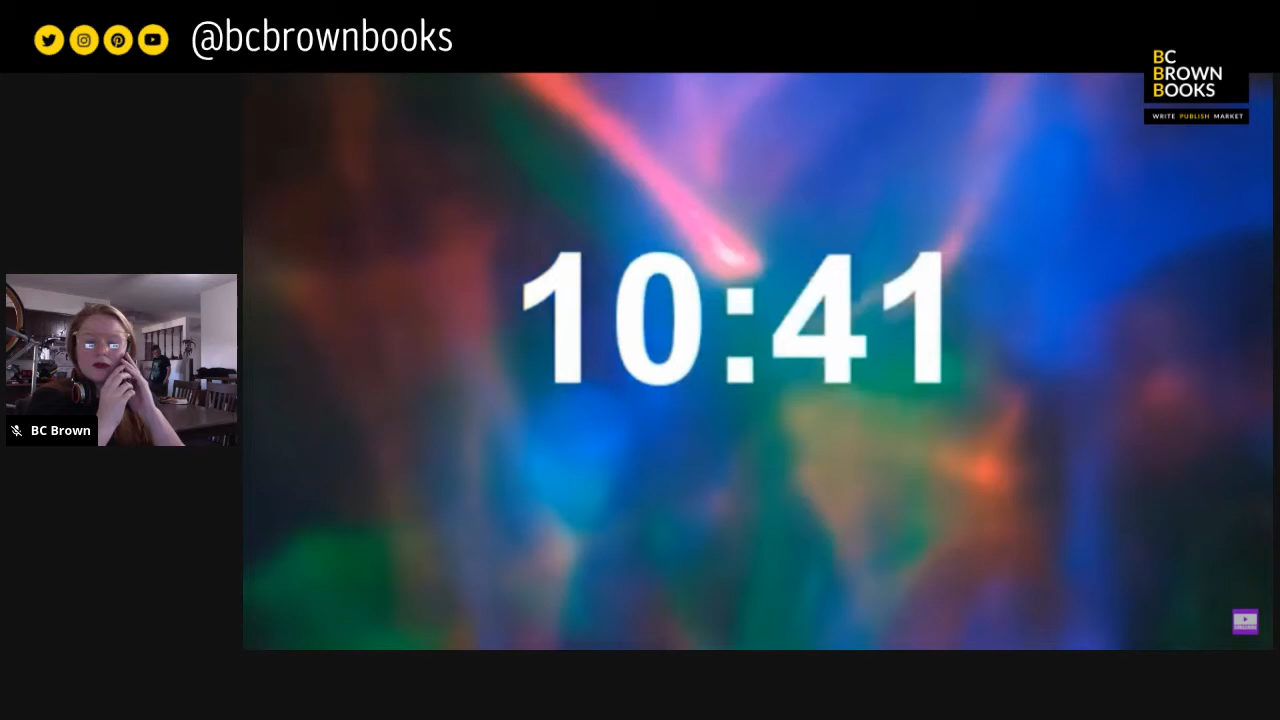 @bcbrownbooks
BC
BROWN
BOOKS
WRITE PUBLISH MARKET
10:41
BC Brown